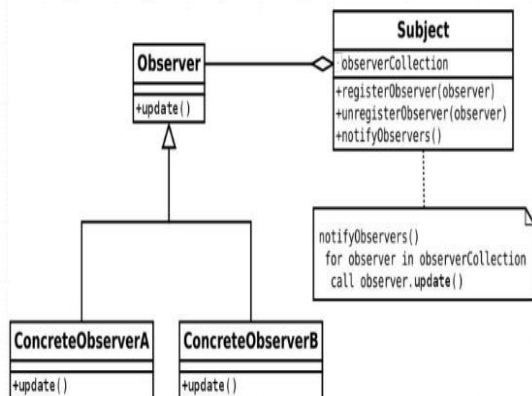 Subject
observerCollection
+registerObserver(observer)
+unregisterObserver(observer)
+notifyObservers()
Observer
+update()
notifyObservers()
for observer in observerCollection
call observer.update()
ConcreteObserverA
+update()
ConcreteObserverB
+update()